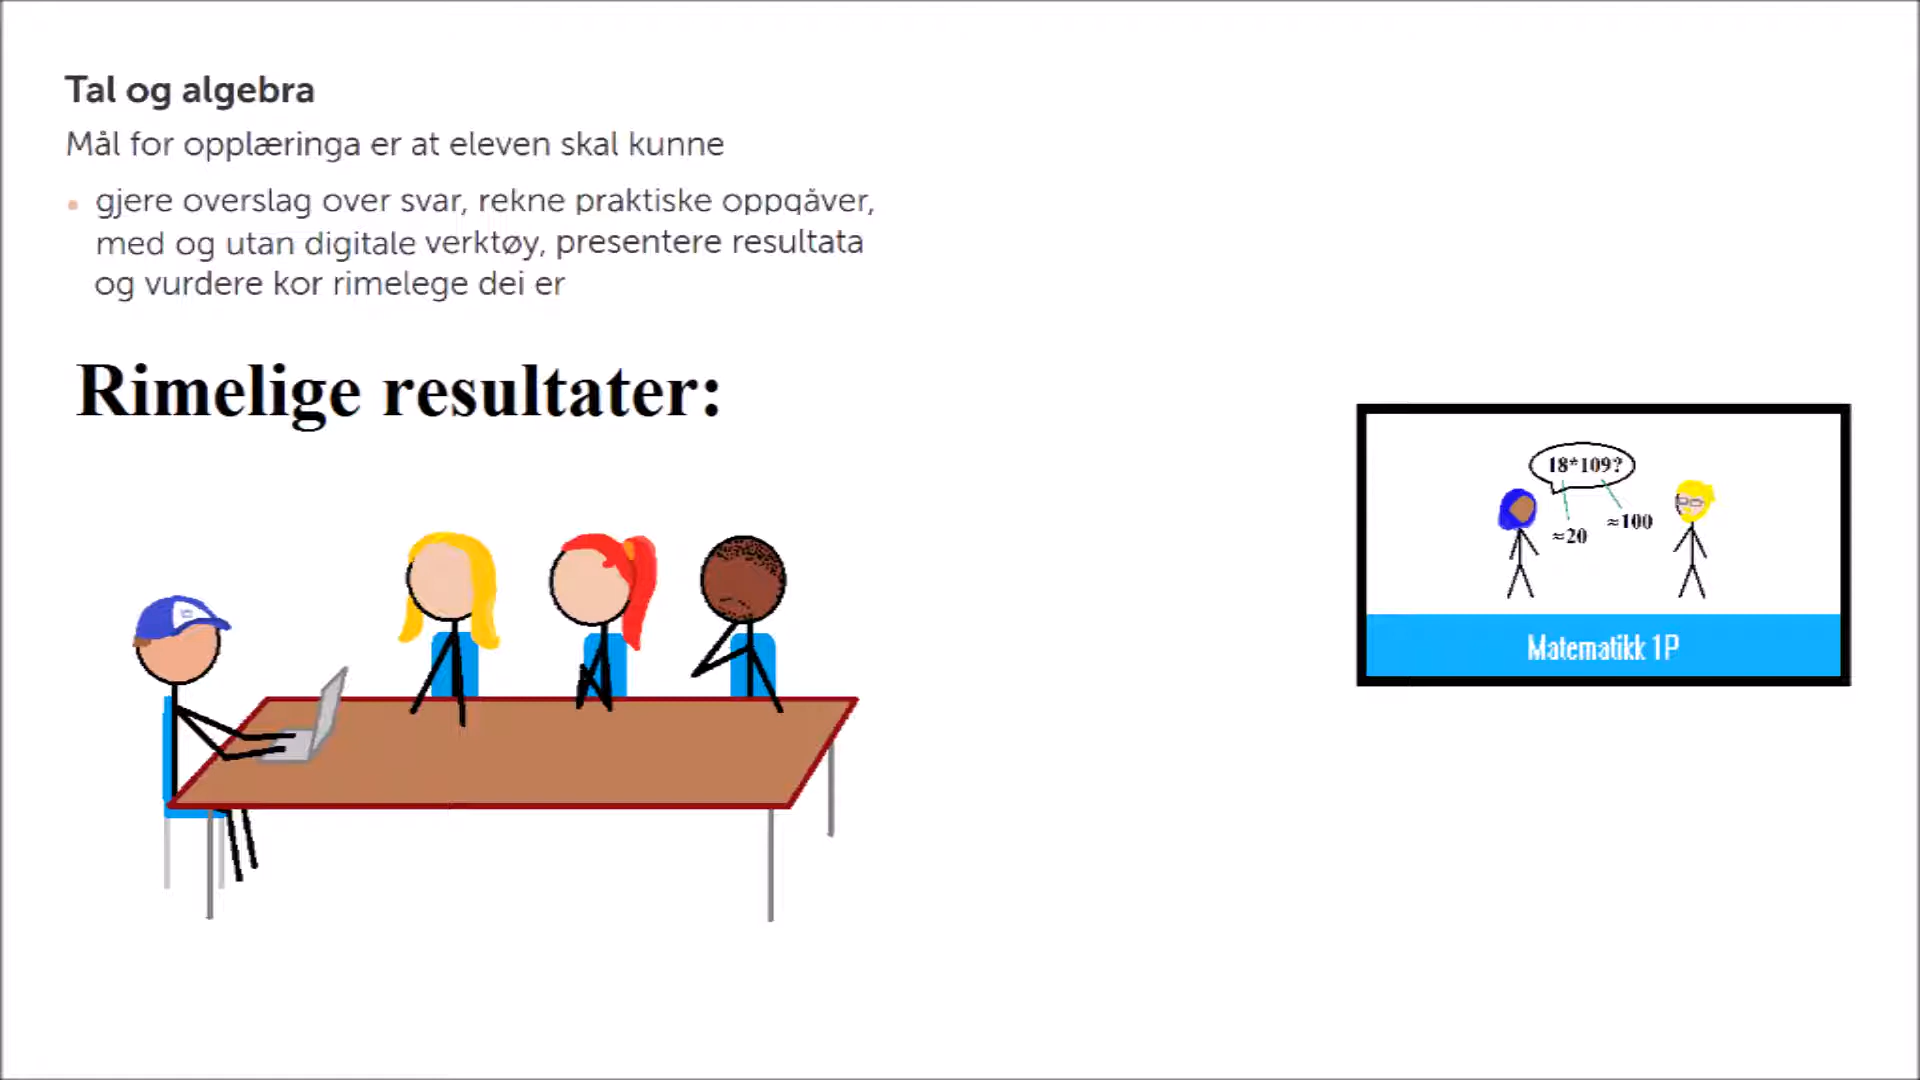 Tal og algebra
Mål for opplæringa er at eleven skal kunne
• gjere overslag over svar, rekne praktiske oppgåver,
med og utan digitale verktøy, presentere resultata
og vurdere kor rimelege dei er
Rimelige resultater:
18*109?
≈20
≈100
Matematikk 1P